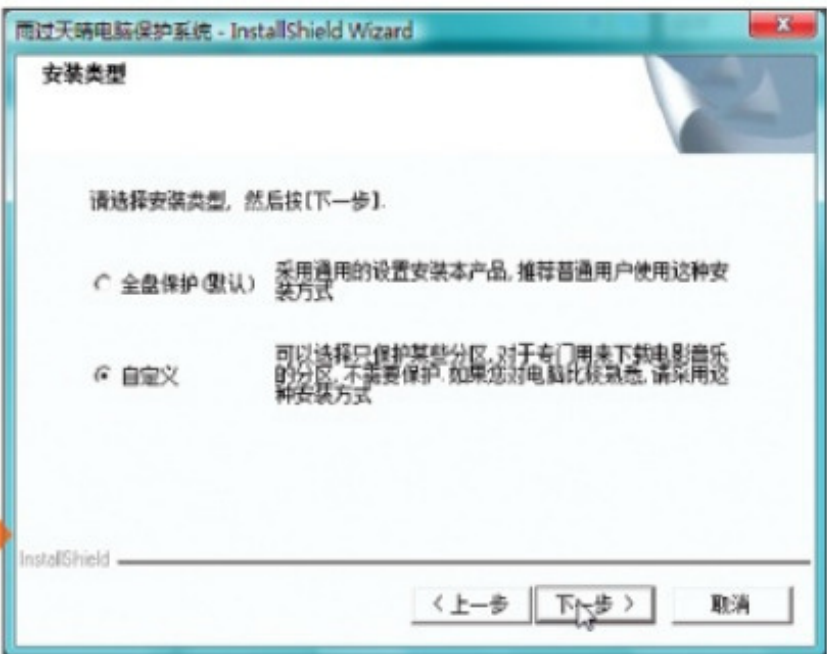 雨过天晴电脑保护系统 - InstallShield Wizard
安装类型
请选择安装类型, 然后按[下一步].
全盘保护(默认)
采用通用的设置安装本产品, 推荐普通用户使用这种安
装方式
自定义
可以选择只保护某些分区, 对于专门用来下载电影音乐
的分区, 不需要保护. 如果您对电脑比较熟悉, 请采用这
种安装方式
InstallShield
< 上一步
下一步 >
取消